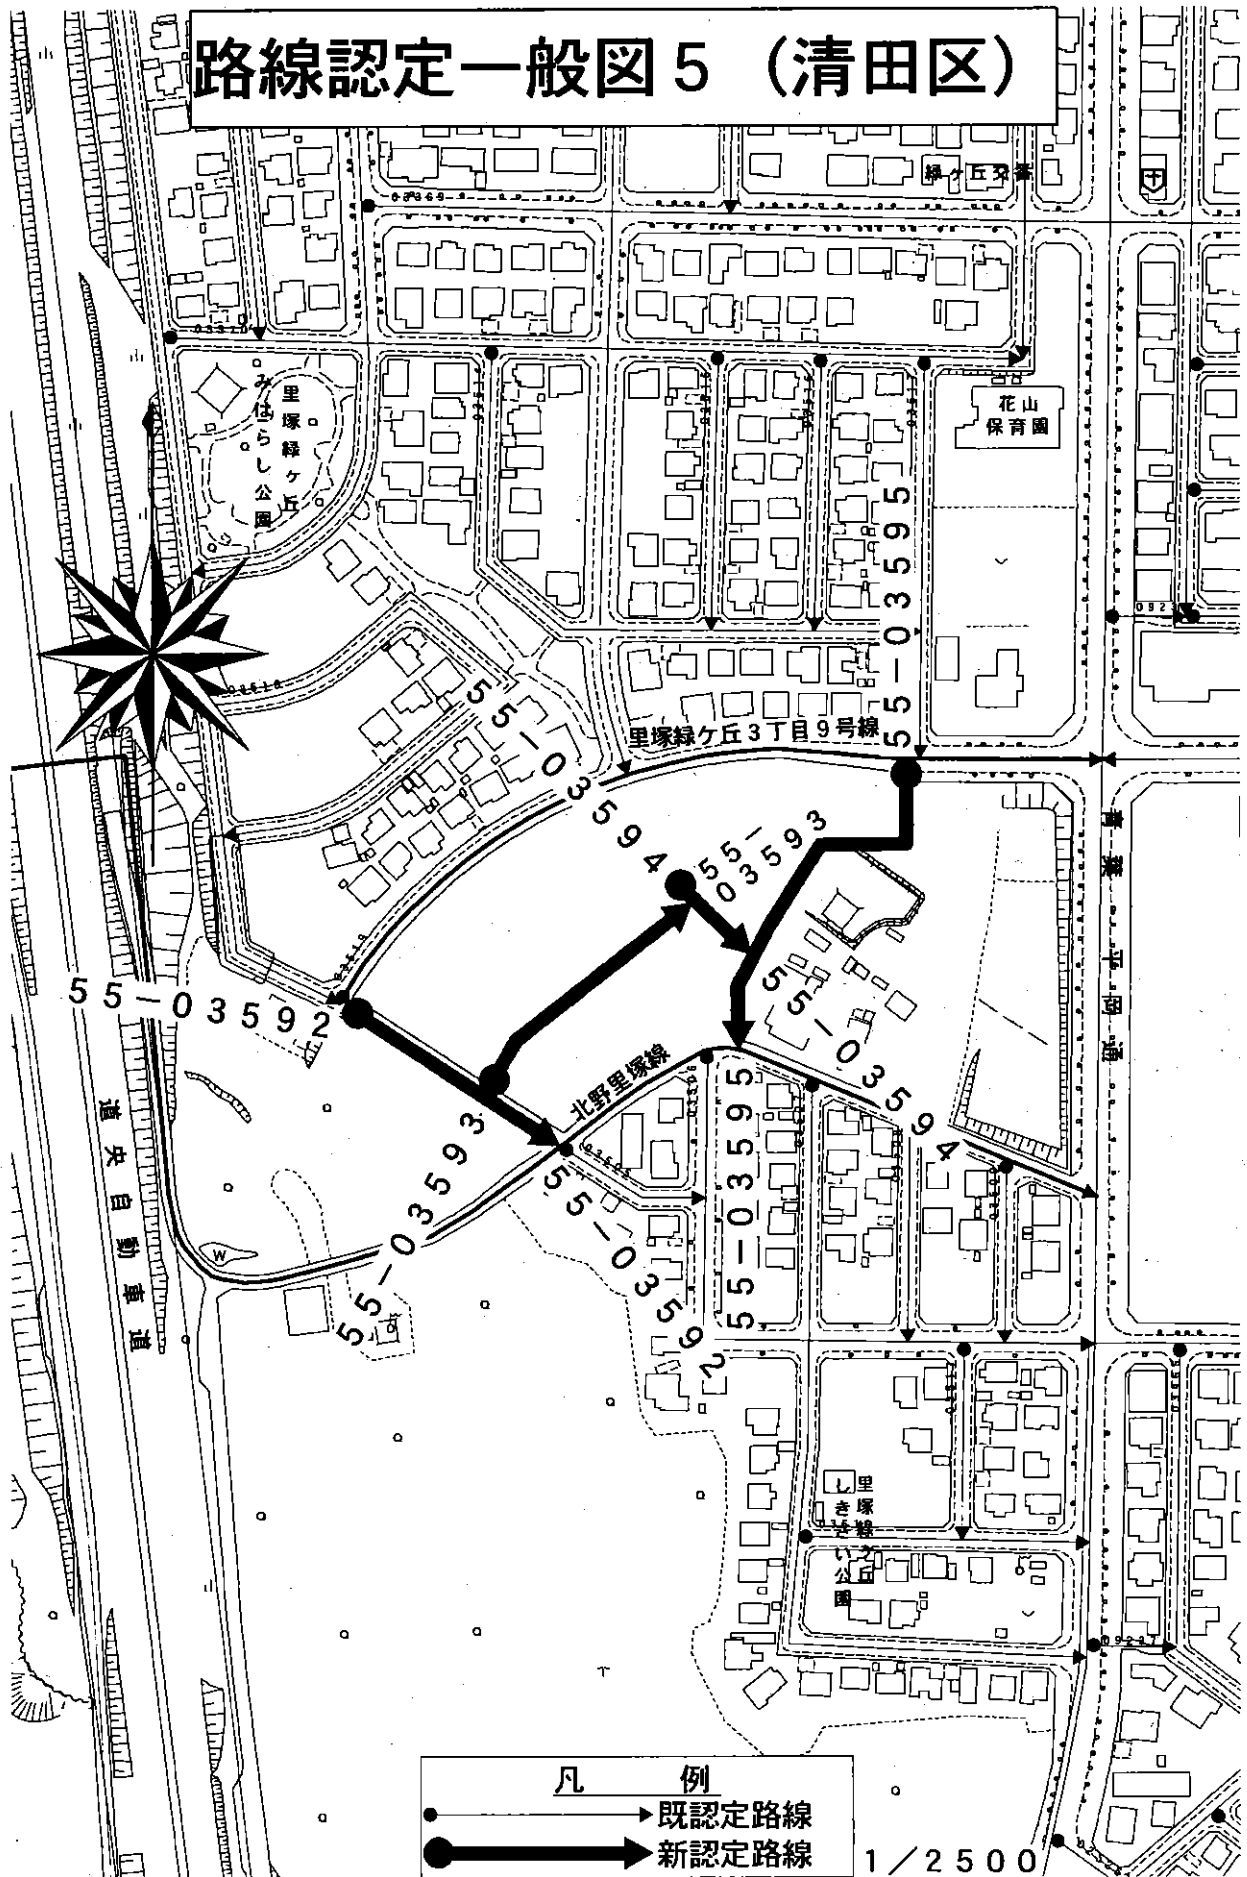 路線認定一般図5 (清田区)
緑ヶ丘交番
03369
03370
里塚緑ヶ丘
みはらし公園
花山
保育園
55-03595
里塚緑ケ丘3丁目9号線
55-03594
55-
03593
青葉平岡通
55-03592
55-03594
北野里塚線
道央自動車道
W
55-03593
55-03595
55-03592
里塚緑ヶ丘
しきさい公園
09297
凡 例
既認定路線
新認定路線
1/2500